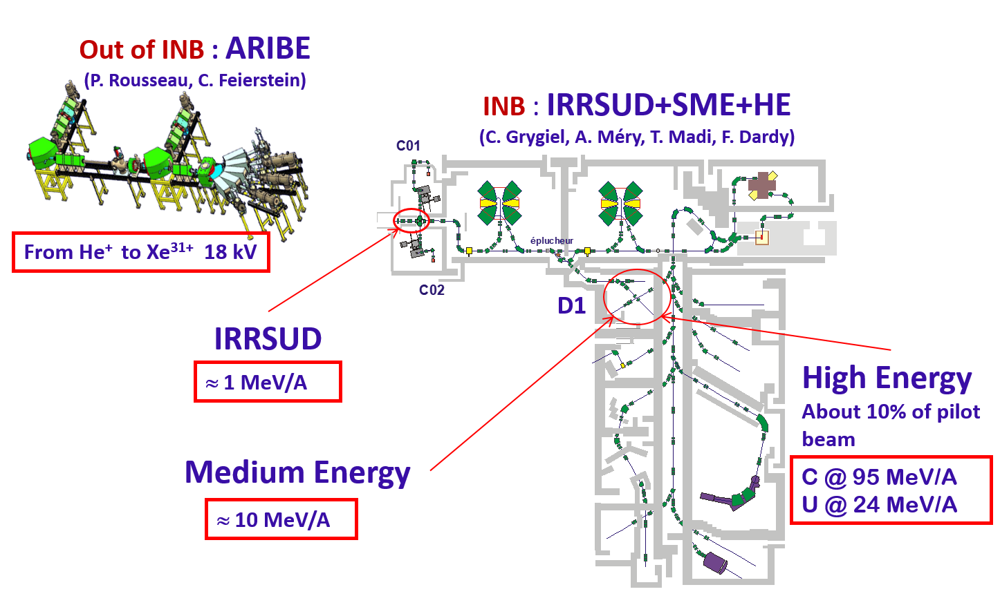 Out of INB : ARIBE
(P. Rousseau, C. Feierstein)
From He+ to Xe31+ 18 kV
INB : IRRSUD+SME+HE
(C. Grygiel, A. Méry, T. Madi, F. Dardy)
C01
éplucheur
C02
D1
IRRSUD
≈ 1 MeV/A
Medium Energy
≈ 10 MeV/A
High Energy
About 10% of pilot
beam
C @ 95 MeV/A
U @ 24 MeV/A